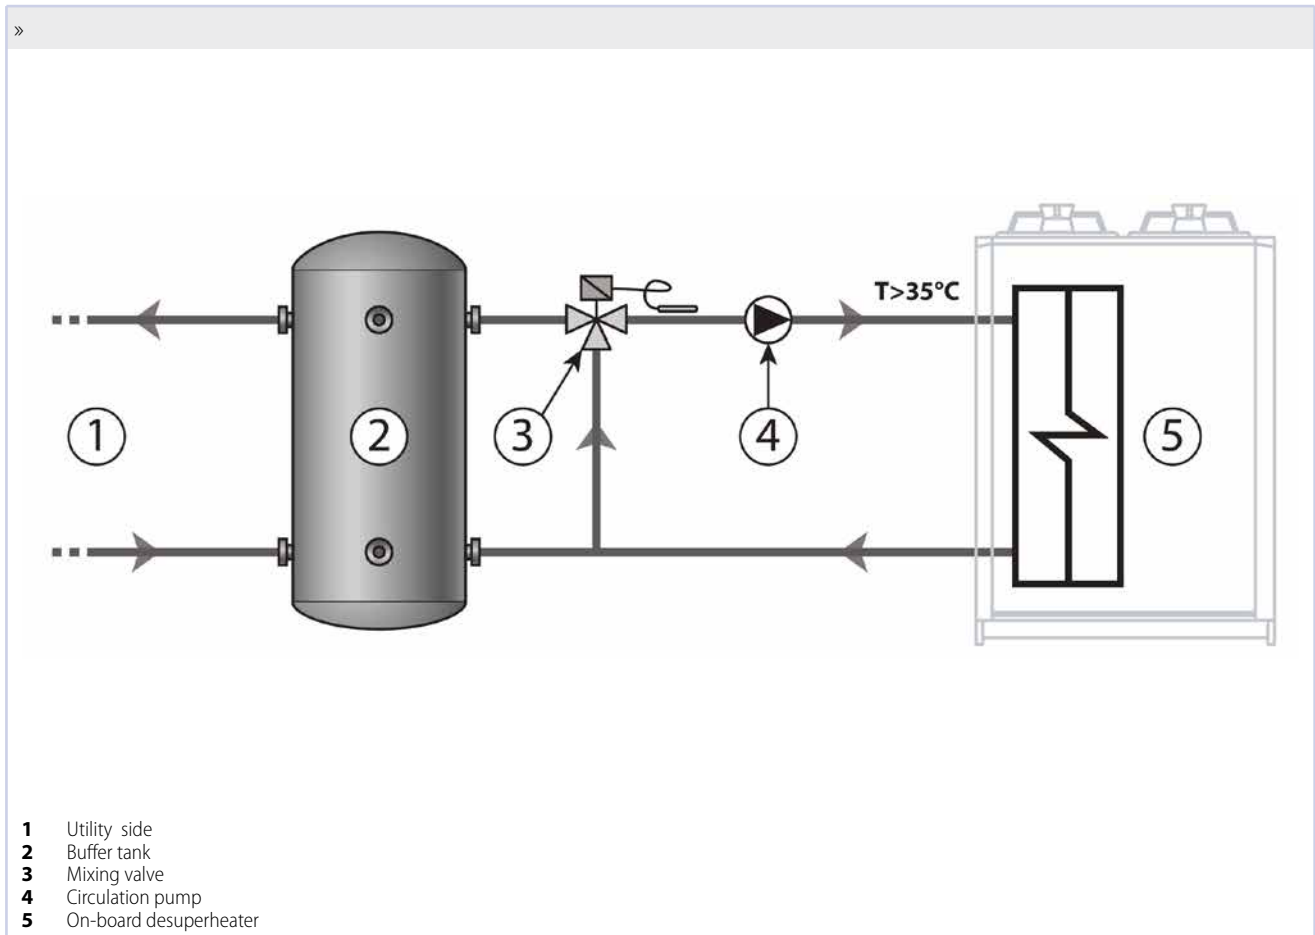 »
T>35°C
1
2
3
4
5
1 Utility side
2 Buffer tank
3 Mixing valve
4 Circulation pump
5 On-board desuperheater